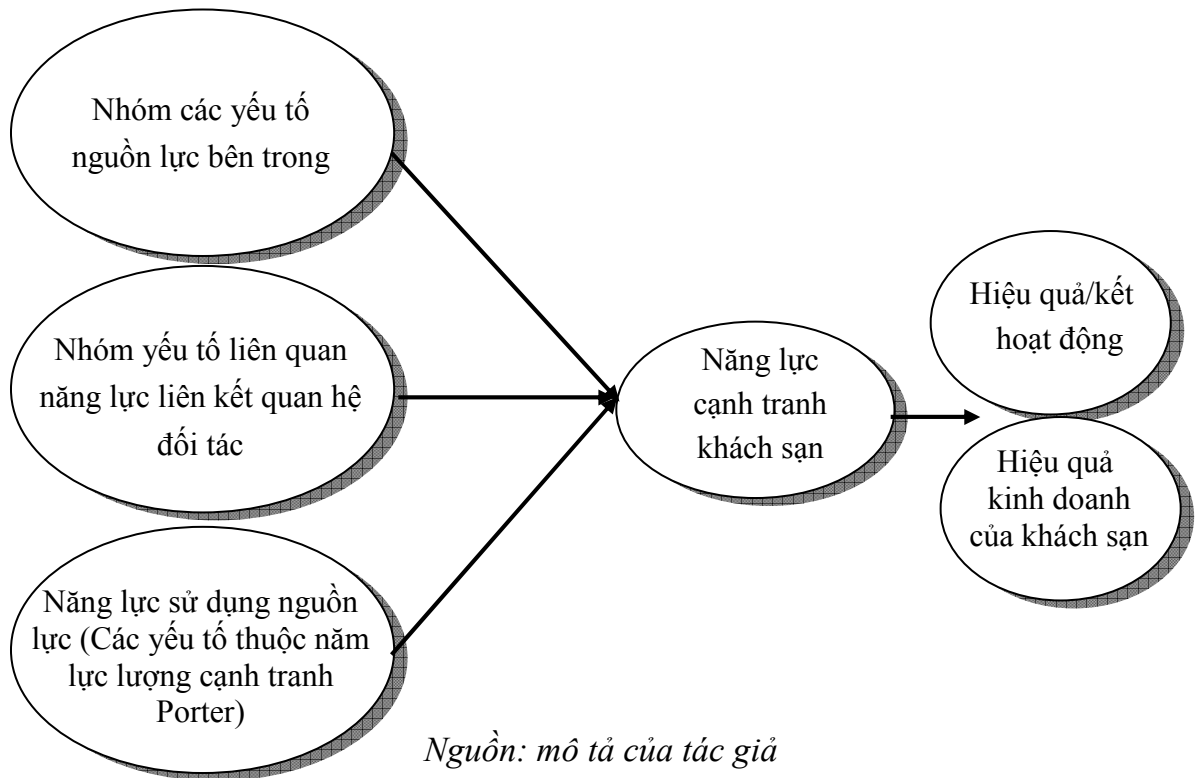 Nhóm các yếu tố
nguồn lực bên trong
Nhóm yếu tố liên quan
năng lực liên kết quan hệ
đối tác
Năng lực sử dụng nguồn
lực (Các yếu tố thuộc năm
lực lượng cạnh tranh
Porter)
Năng lực
cạnh tranh
khách sạn
Hiệu quả/kết
hoạt động
Hiệu quả
kinh doanh
của khách sạn
Nguồn: mô tả của tác giả